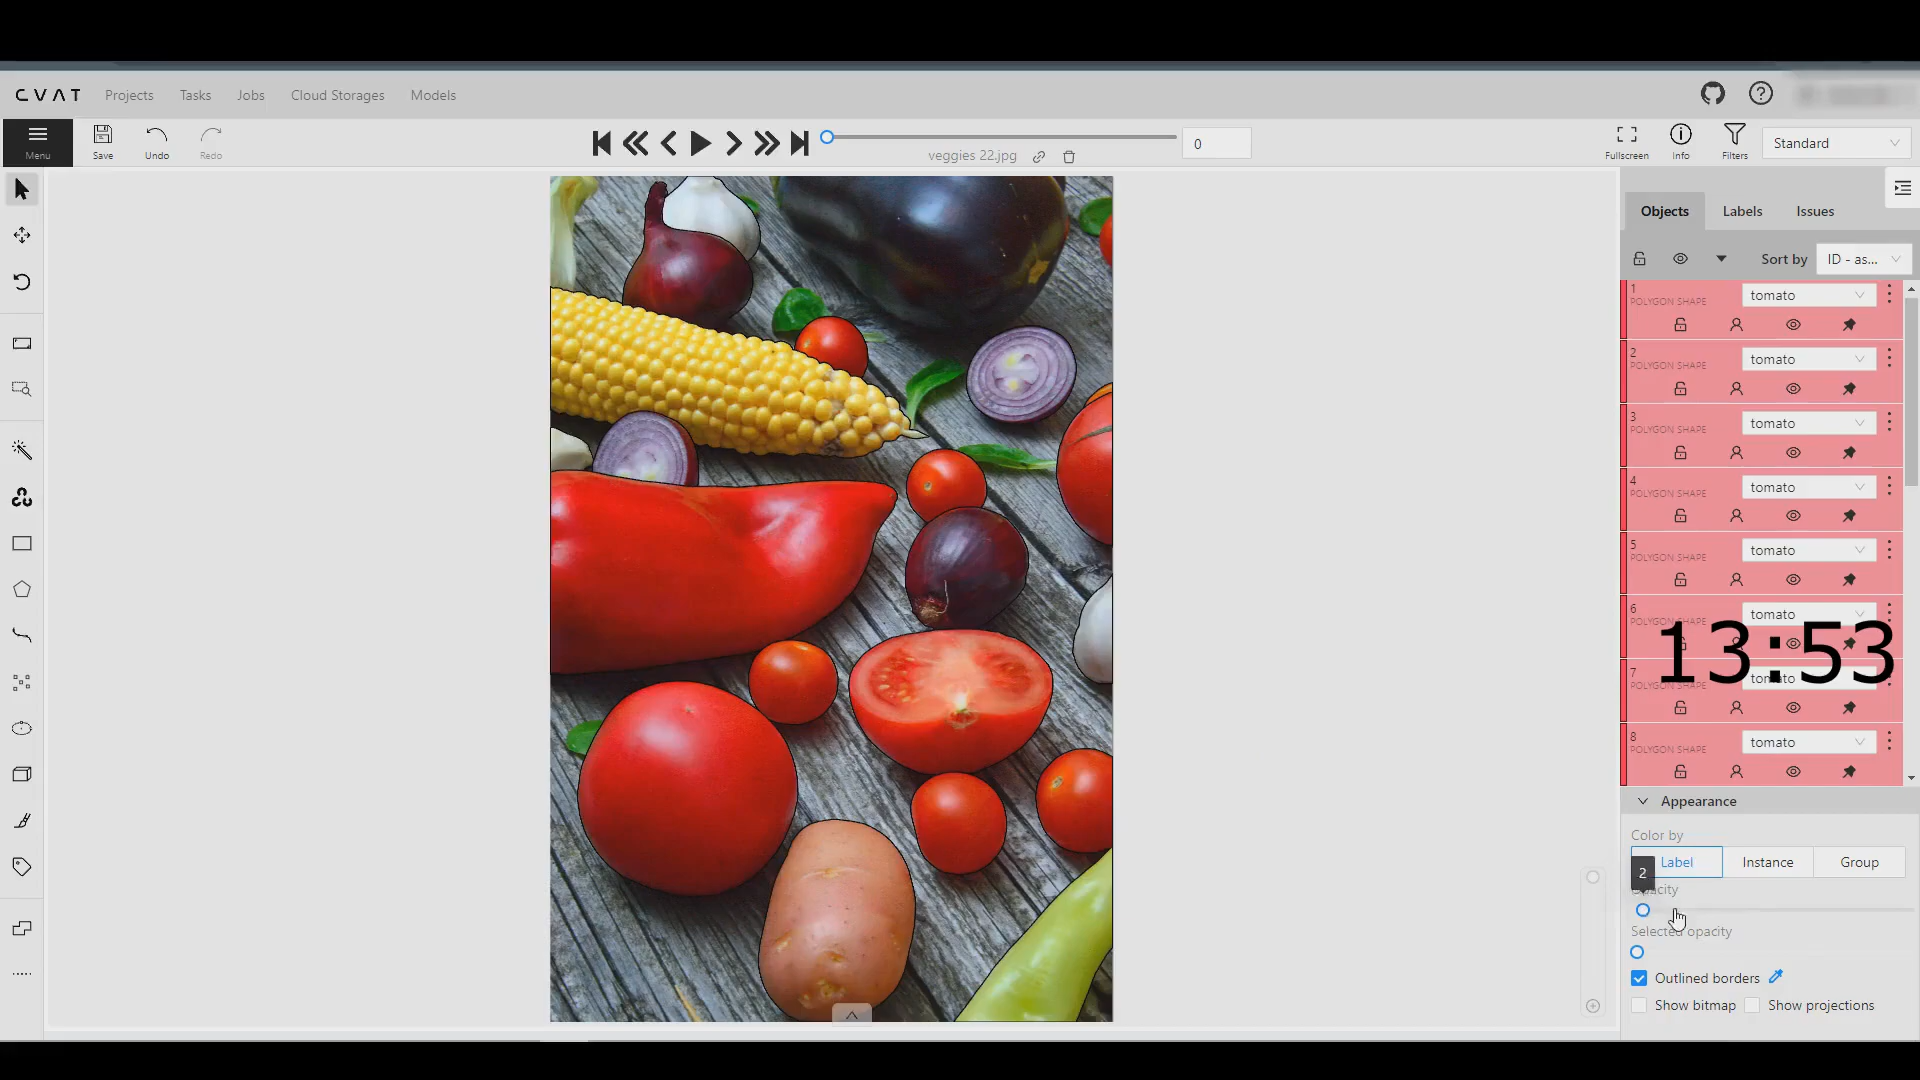 CVAT Projects Tasks Jobs Cloud Storages Models
Menu Save Undo Redo
veggies 22.jpg
0
Fullscreen Info Filters
Standard
Objects Labels Issues
Sort by ID - as...
1 tomato
POLYGON SHAPE
2 tomato
POLYGON SHAPE
3 tomato
POLYGON SHAPE
4 tomato
POLYGON SHAPE
5 tomato
POLYGON SHAPE
6 tomato
POLYGON SHAPE
13:53
7 tomato
POLYGON SHAPE
8 tomato
POLYGON SHAPE
Appearance
Color by
Label Instance Group
2
Selected opacity
Outlined borders
Show bitmap Show projections